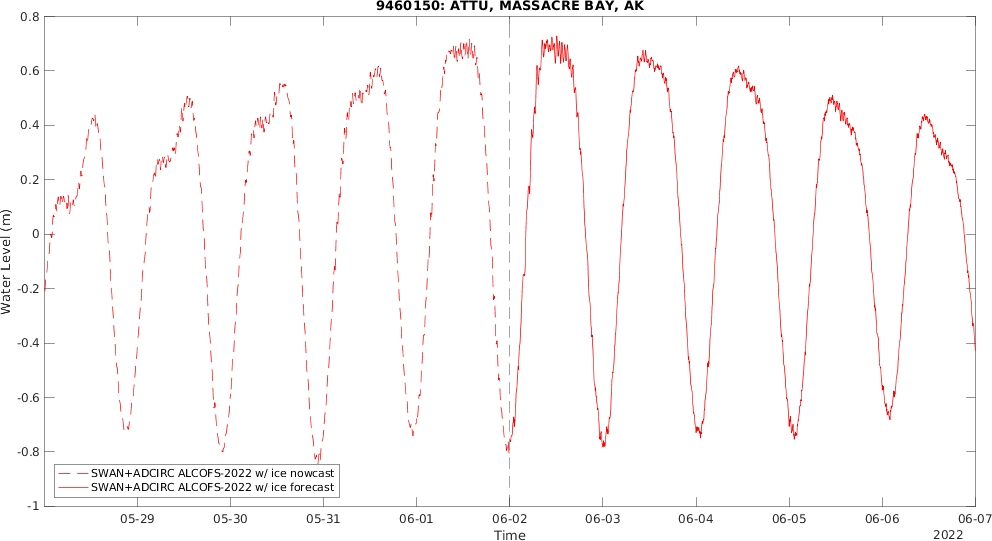 9460150: ATTU, MASSACRE BAY, AK
0.8
0.6
0.4
0.2
0
-0.2
-0.4
-0.6
-0.8
-1
Water Level (m)
SWAN+ADCIRC ALCOFS-2022 w/ ice nowcast
SWAN+ADCIRC ALCOFS-2022 w/ ice forecast
05-29 05-30 05-31 06-01 06-02 06-03 06-04 06-05 06-06 06-07
Time
2022